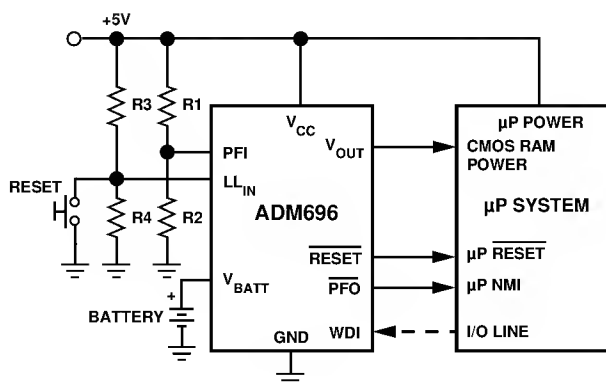 +5V
R3
R1
V_CC
µP POWER
PFI
V_OUT
CMOS RAM
POWER
RESET
LL_IN
R4
R2
ADM696
µP SYSTEM
RESET
µP RESET
V_BATT
PFO
µP NMI
+
BATTERY
GND
WDI
I/O LINE